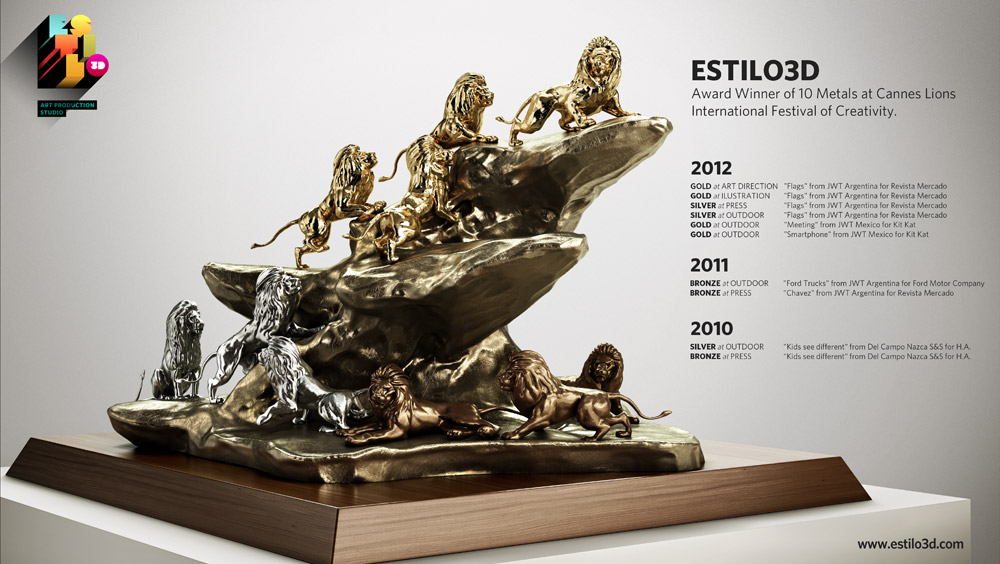 ESTIL
3D
ART PRODUCTION
STUDIO
ESTILO3D
Award Winner of 10 Metals at Cannes Lions
International Festival of Creativity.
2012
GOLD at ART DIRECTION "Flags" from JWT Argentina for Revista Mercado
GOLD at ILUSTRATION "Flags" from JWT Argentina for Revista Mercado
SILVER at PRESS "Flags" from JWT Argentina for Revista Mercado
SILVER at OUTDOOR "Flags" from JWT Argentina for Revista Mercado
GOLD at OUTDOOR "Meeting" from JWT Mexico for Kit Kat
GOLD at OUTDOOR "Smartphone" from JWT Mexico for Kit Kat
2011
BRONZE at OUTDOOR "Ford Trucks" from JWT Argentina for Ford Motor Company
BRONZE at PRESS "Chavez" from JWT Argentina for Revista Mercado
2010
SILVER at OUTDOOR "Kids see different" from Del Campo Nazca S&S for H.A.
BRONZE at PRESS "Kids see different" from Del Campo Nazca S&S for H.A.
www.estilo3d.com